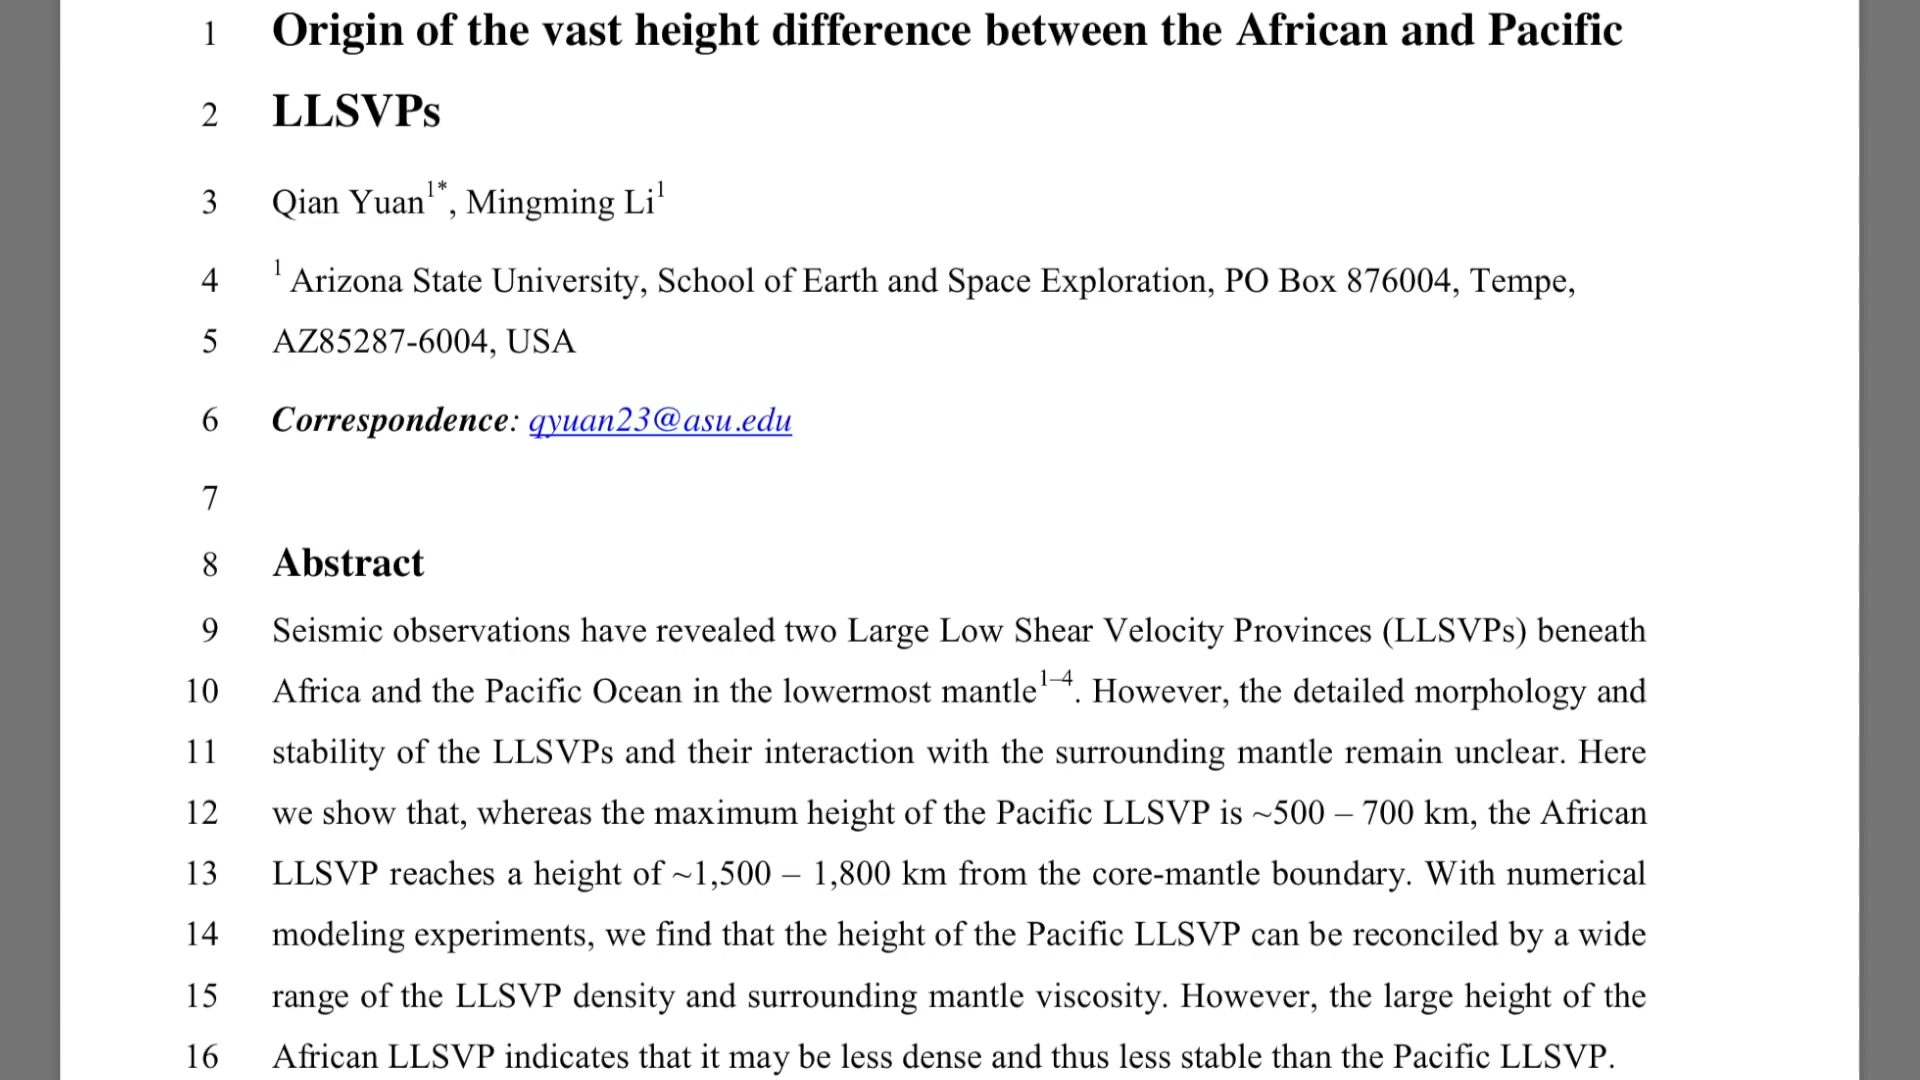 1 Origin of the vast height difference between the African and Pacific
2 LLSVPs
3 Qian Yuan1*, Mingming Li1
4 1 Arizona State University, School of Earth and Space Exploration, PO Box 876004, Tempe,
5 AZ85287-6004, USA
6 Correspondence: qyuan23@asu.edu
7
8 Abstract
9 Seismic observations have revealed two Large Low Shear Velocity Provinces (LLSVPs) beneath
10 Africa and the Pacific Ocean in the lowermost mantle1–4. However, the detailed morphology and
11 stability of the LLSVPs and their interaction with the surrounding mantle remain unclear. Here
12 we show that, whereas the maximum height of the Pacific LLSVP is ~500 – 700 km, the African
13 LLSVP reaches a height of ~1,500 – 1,800 km from the core-mantle boundary. With numerical
14 modeling experiments, we find that the height of the Pacific LLSVP can be reconciled by a wide
15 range of the LLSVP density and surrounding mantle viscosity. However, the large height of the
16 African LLSVP indicates that it may be less dense and thus less stable than the Pacific LLSVP.